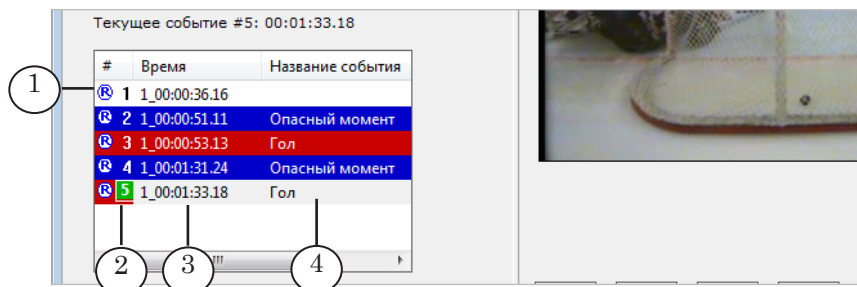 Текущее событие #5: 00:01:33.18
# Время Название события
1
R 1 1_00:00:36.16
R 2 1_00:00:51.11 Опасный момент
R 3 1_00:00:53.13 Гол
R 4 1_00:01:31.24 Опасный момент
R 5 1_00:01:33.18 Гол
2 3 4